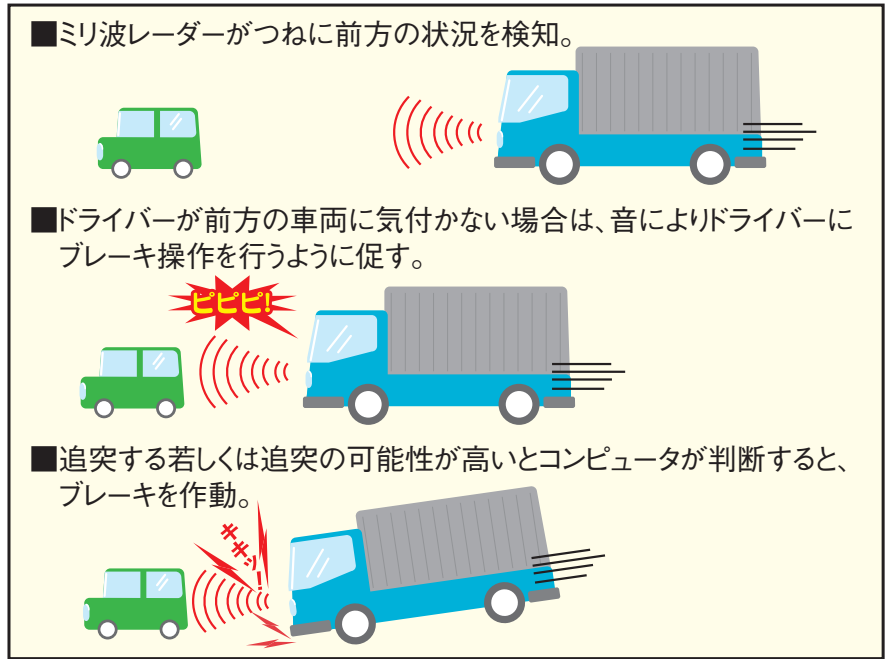 ■ミリ波レーダーがつねに前方の状況を検知。
■ドライバーが前方の車両に気付かない場合は、音によりドライバーに
ブレーキ操作を行うように促す。
ピピピ!
■追突する若しくは追突の可能性が高いとコンピュータが判断すると、
ブレーキを作動。
キキッー!